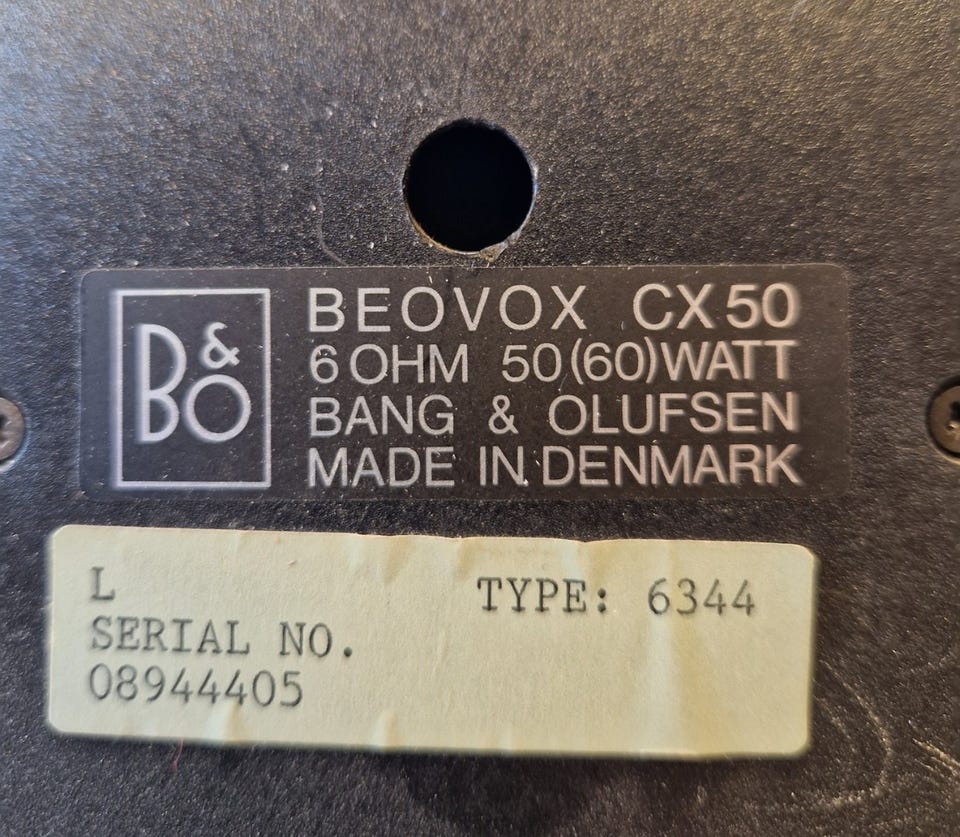 B&O
BEOVOX CX50
6 OHM 50(60)WATT
BANG & OLUFSEN
MADE IN DENMARK
L TYPE: 6344
SERIAL NO.
08944405